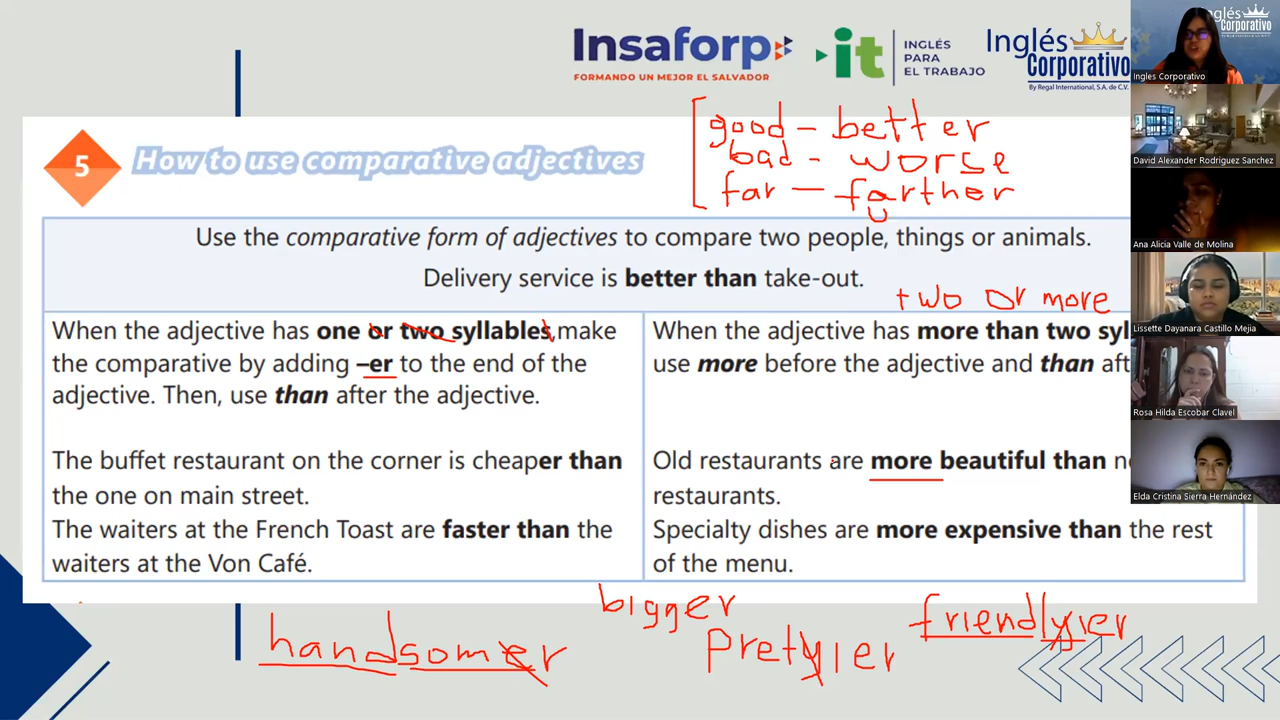 Insaforp
FORMANDO UN MEJOR EL SALVADOR
it
INGLÉS
PARA
EL TRABAJO
Inglés
Corporativo
By Regal International, S.A. de C.V.
Inglés
Corporativo
Ingles Corporativo
David Alexander Rodriguez Sanchez
Ana Alicia Valle de Molina
Lissette Dayanara Castillo Mejia
Rosa Hilda Escobar Clavel
Elda Cristina Sierra Hernández
good - better
bad - worse
far - farther
5
How to use comparative adjectives
Use the comparative form of adjectives to compare two people, things or animals.
Delivery service is better than take-out.
two or more
When the adjective has one or two syllables, make
the comparative by adding –er to the end of the
adjective. Then, use than after the adjective.
The buffet restaurant on the corner is cheaper than
the one on main street.
The waiters at the French Toast are faster than the
waiters at the Von Café.
When the adjective has more than two syl
use more before the adjective and than aft
Old restaurants are more beautiful than
restaurants.
Specialty dishes are more expensive than the rest
of the menu.
handsomer
bigger
Pretyier
friendlyier